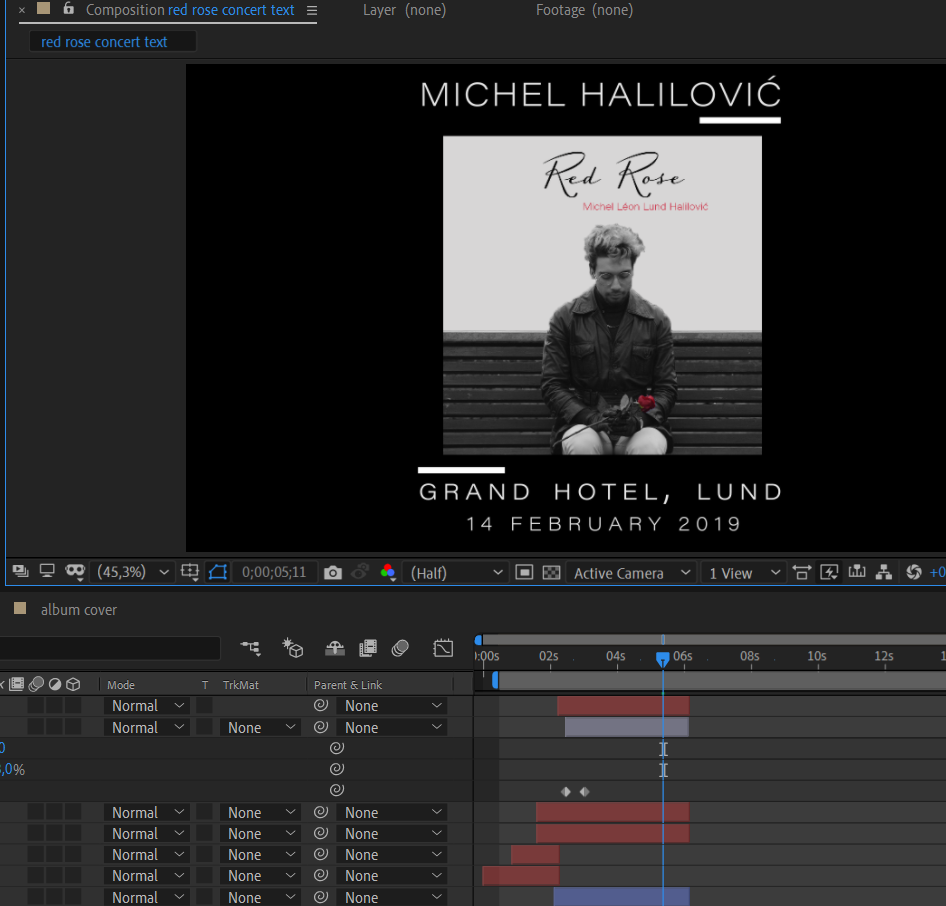 × Composition red rose concert text ≡ Layer (none) Footage (none)
red rose concert text
MICHEL HALILOVIĆ
Red Rose
Michel Léon Lund Halilović
GRAND HOTEL, LUND
14 FEBRUARY 2019
(45,3%) 0;00;05;11 (Half) Active Camera 1 View +0
album cover
:00s 02s 04s 06s 08s 10s 12s 1
Mode T TrkMat Parent & Link
Normal None
Normal None None
0
,0%
Normal None None
Normal None None
Normal None None
Normal None None
Normal None None